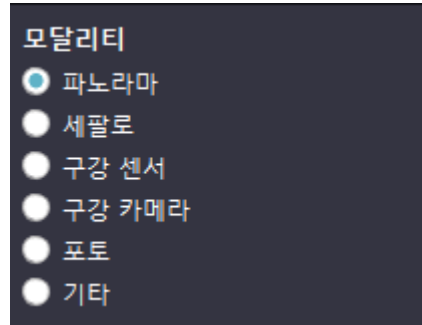 모달리티
파노라마
세팔로
구강 센서
구강 카메라
포토
기타